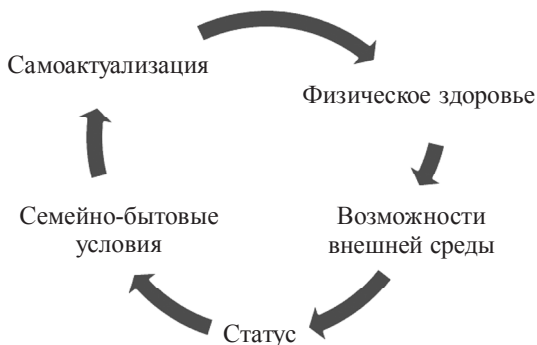 Самоактуализация
Физическое здоровье
Возможности
внешней среды
Статус
Семейно-бытовые
условия